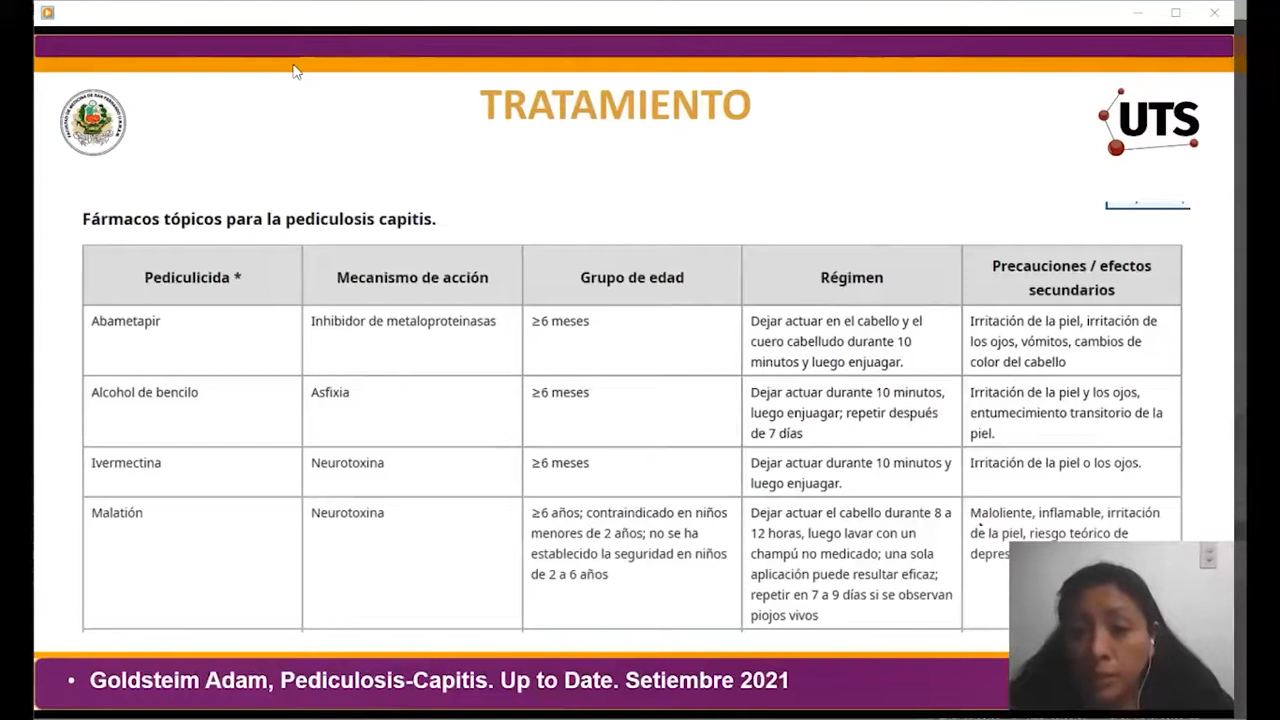 TRATAMIENTO
UTS
Fármacos tópicos para la pediculosis capitis.
Pediculicida *
Mecanismo de acción
Grupo de edad
Régimen
Precauciones / efectos
secundarios
Abametapir
Inhibidor de metaloproteinasas
≥6 meses
Dejar actuar en el cabello y el
cuero cabelludo durante 10
minutos y luego enjuagar.
Irritación de la piel, irritación de
los ojos, vómitos, cambios de
color del cabello
Alcohol de bencilo
Asfixia
≥6 meses
Dejar actuar durante 10 minutos,
luego enjuagar; repetir después
de 7 días
Irritación de la piel y los ojos,
entumecimiento transitorio de la
piel.
Ivermectina
Neurotoxina
≥6 meses
Dejar actuar durante 10 minutos y
luego enjuagar.
Irritación de la piel o los ojos.
Malatión
Neurotoxina
≥6 años; contraindicado en niños
menores de 2 años; no se ha
establecido la seguridad en niños
de 2 a 6 años
Dejar actuar el cabello durante 8 a
12 horas, luego lavar con un
champú no medicado; una sola
aplicación puede resultar eficaz;
repetir en 7 a 9 días si se observan
piojos vivos
Maloliente, inflamable, irritación
de la piel, riesgo teórico de
• Goldsteim Adam, Pediculosis-Capitis. Up to Date. Setiembre 2021